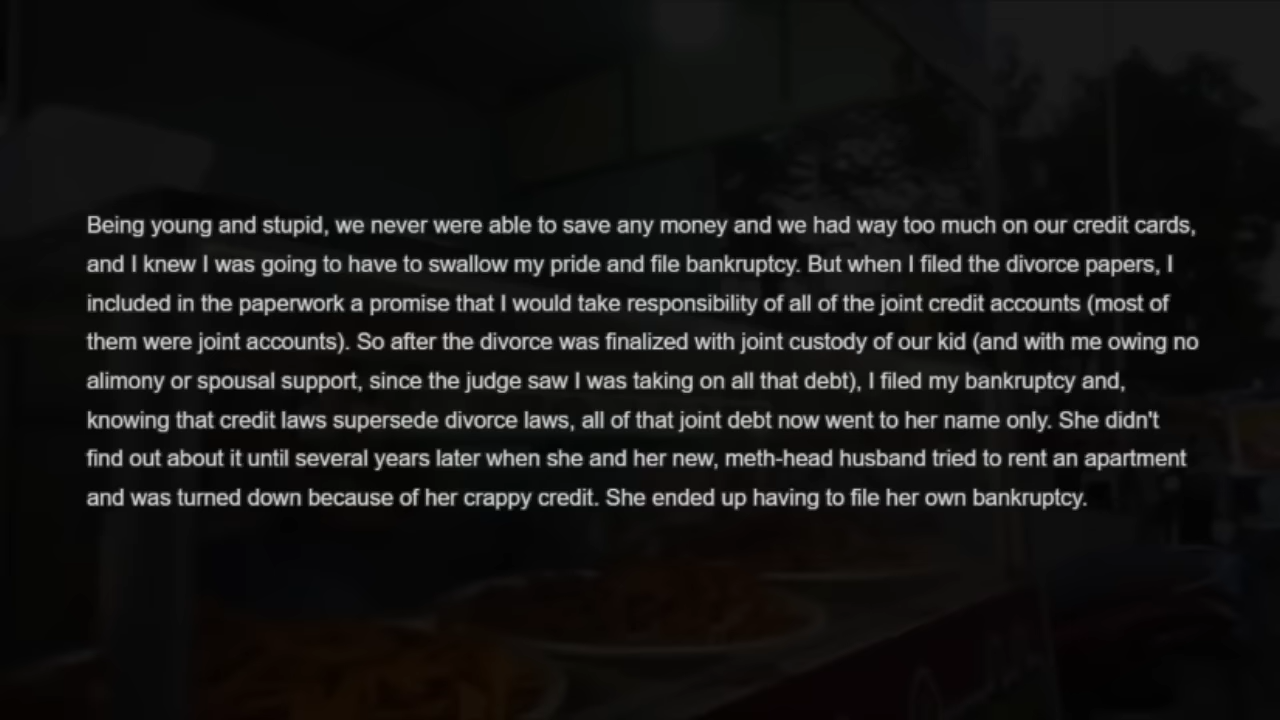 Being young and stupid, we never were able to save any money and we had way too much on our credit cards,
and I knew I was going to have to swallow my pride and file bankruptcy. But when I filed the divorce papers, I
included in the paperwork a promise that I would take responsibility of all of the joint credit accounts (most of
them were joint accounts). So after the divorce was finalized with joint custody of our kid (and with me owing no
alimony or spousal support, since the judge saw I was taking on all that debt), I filed my bankruptcy and,
knowing that credit laws supersede divorce laws, all of that joint debt now went to her name only. She didn't
find out about it until several years later when she and her new, meth-head husband tried to rent an apartment
and was turned down because of her crappy credit. She ended up having to file her own bankruptcy.